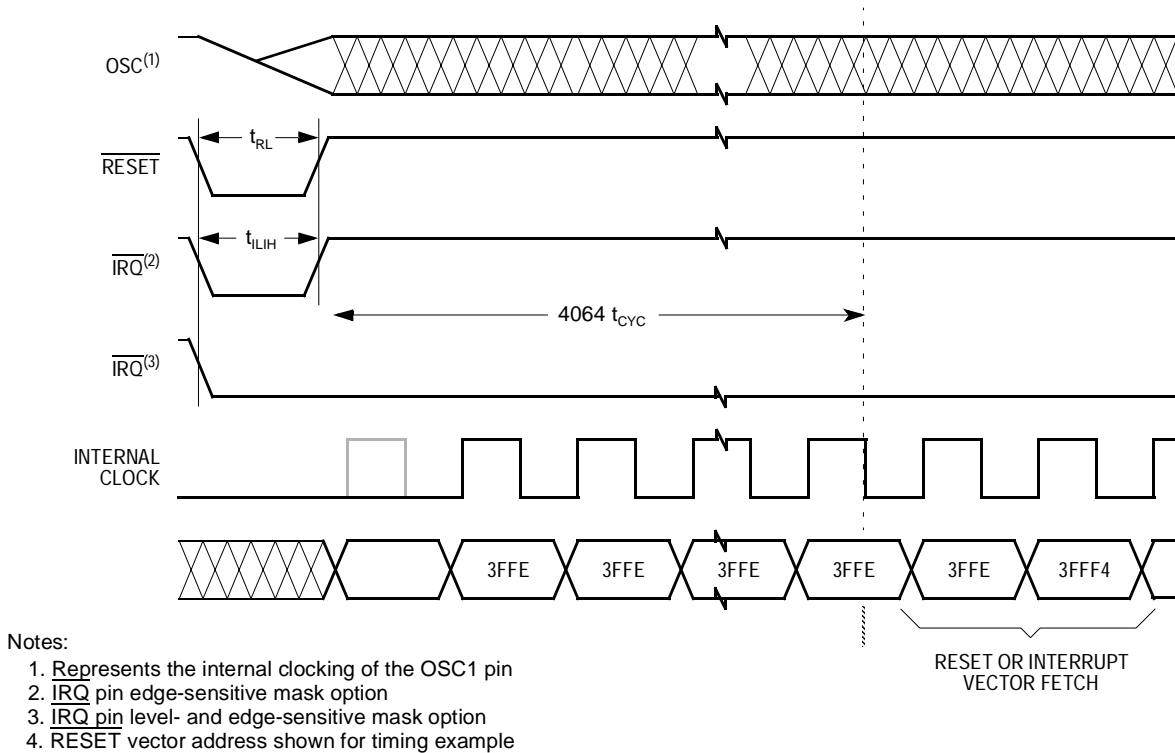 OSC(1)
tRL
RESET
tILIH
IRQ(2)
4064 tCYC
IRQ(3)
INTERNAL
CLOCK
3FFE 3FFE 3FFE 3FFE 3FFE 3FFF4
RESET OR INTERRUPT
VECTOR FETCH
Notes:
1. Represents the internal clocking of the OSC1 pin
2. IRQ pin edge-sensitive mask option
3. IRQ pin level- and edge-sensitive mask option
4. RESET vector address shown for timing example